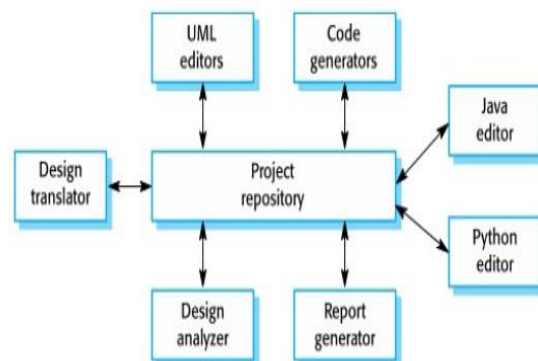 UML
editors
Code
generators
Java
editor
Design
translator
Project
repository
Python
editor
Design
analyzer
Report
generator